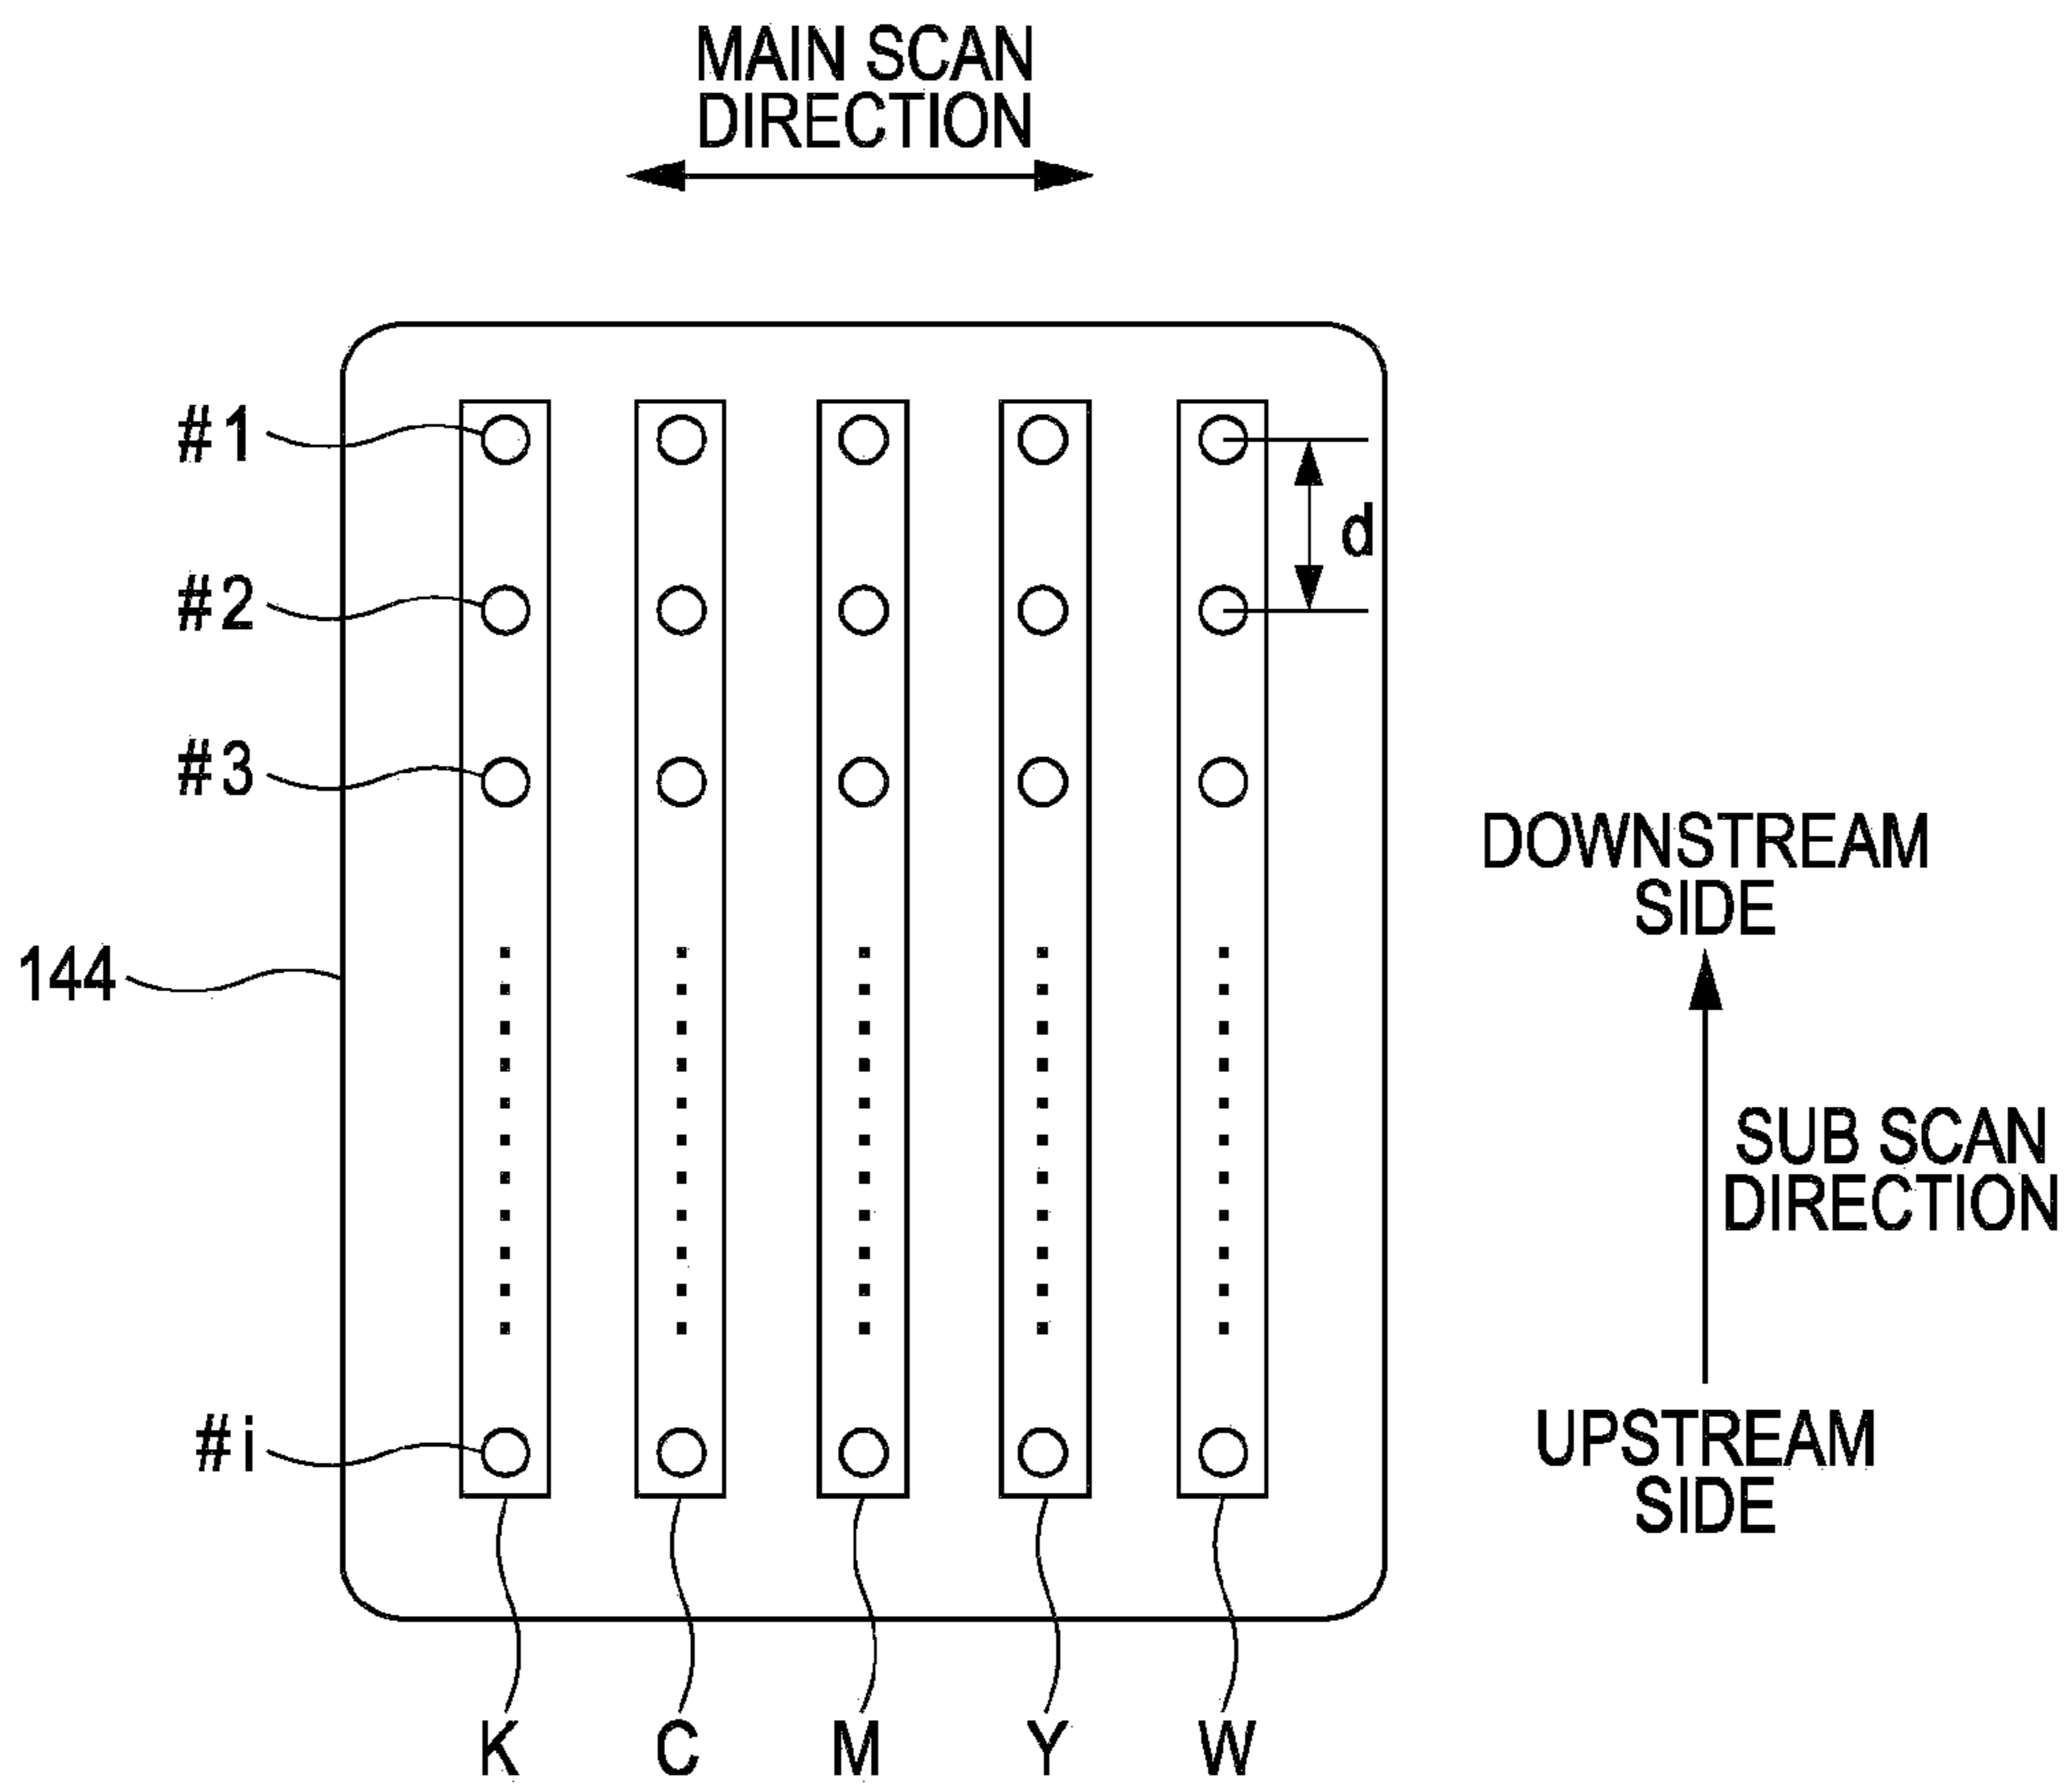 MAIN SCAN
DIRECTION
#1
#2
d
#3
DOWNSTREAM
SIDE
144
SUB SCAN
DIRECTION
#i
UPSTREAM
SIDE
K C M Y W